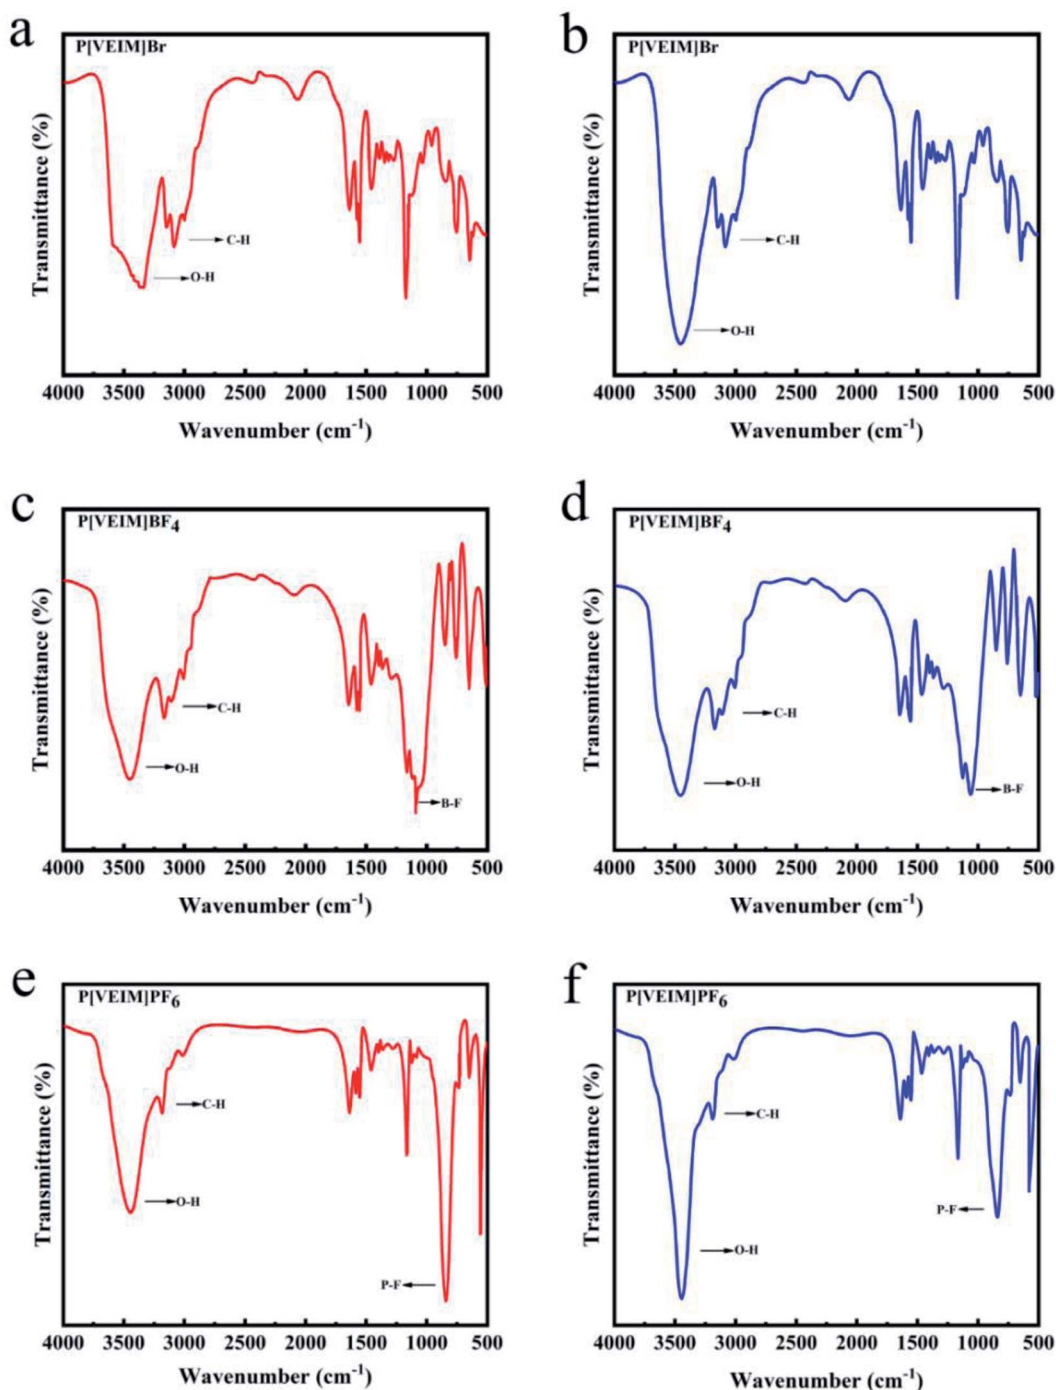 a
P[VEIM]Br
Transmittance (%)
C-H
O-H
4000 3500 3000 2500 2000 1500 1000 500
Wavenumber (cm⁻¹)
b
P[VEIM]Br
Transmittance (%)
C-H
O-H
4000 3500 3000 2500 2000 1500 1000 500
Wavenumber (cm⁻¹)
c
P[VEIM]BF₄
Transmittance (%)
C-H
O-H
B-F
4000 3500 3000 2500 2000 1500 1000 500
Wavenumber (cm⁻¹)
d
P[VEIM]BF₄
Transmittance (%)
C-H
O-H
B-F
4000 3500 3000 2500 2000 1500 1000 500
Wavenumber (cm⁻¹)
e
P[VEIM]PF₆
Transmittance (%)
C-H
O-H
P-F
4000 3500 3000 2500 2000 1500 1000 500
Wavenumber (cm⁻¹)
f
P[VEIM]PF₆
Transmittance (%)
C-H
P-F
O-H
4000 3500 3000 2500 2000 1500 1000 500
Wavenumber (cm⁻¹)